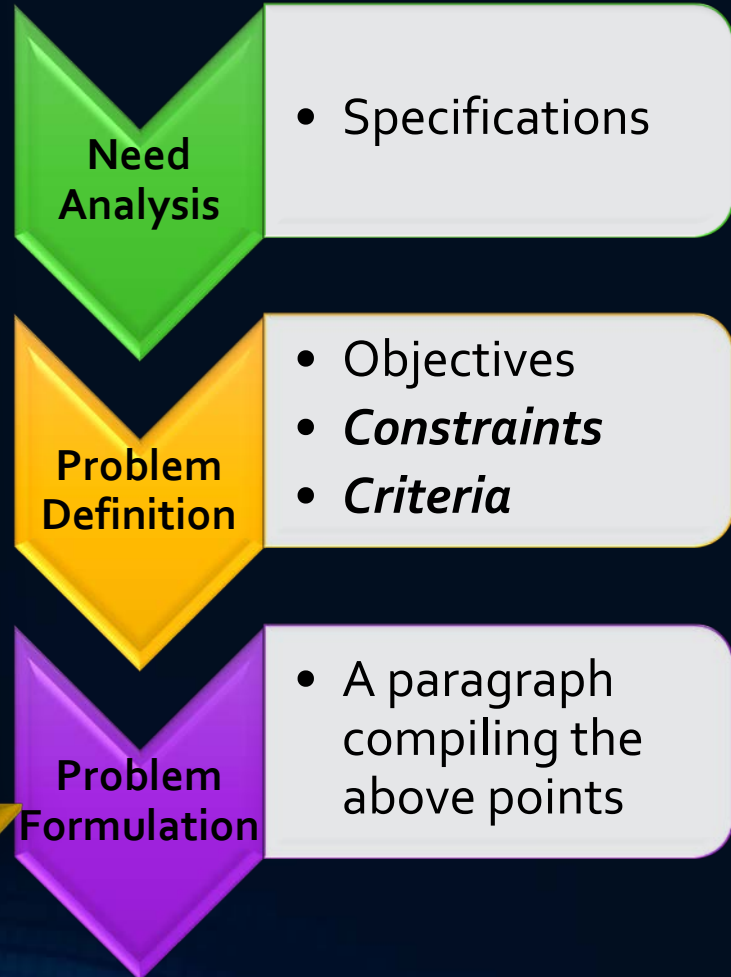 Need
Analysis
• Specifications
Problem
Definition
• Objectives
• Constraints
• Criteria
Problem
Formulation
• A paragraph
compiling the
above points